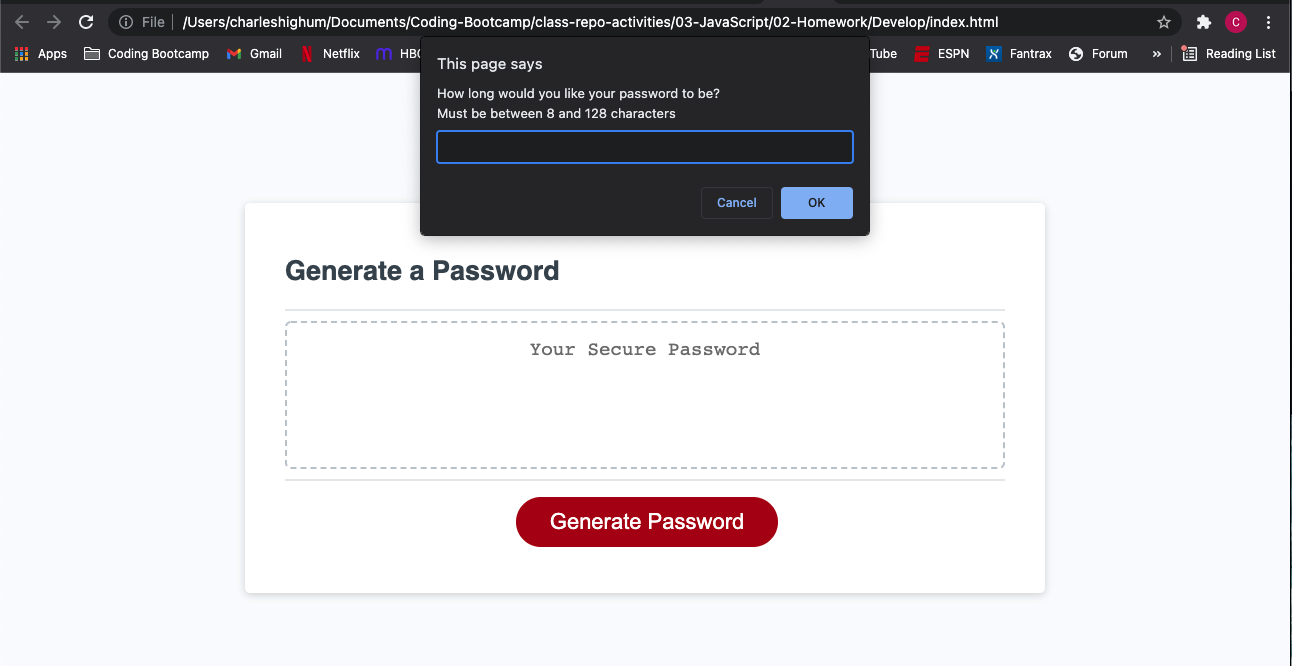 File | /Users/charleshighum/Documents/Coding-Bootcamp/class-repo-activities/03-JavaScript/02-Homework/Develop/index.html C
Apps Coding Bootcamp Gmail Netflix ESPN Fantrax Forum » Reading List
This page says
How long would you like your password to be?
Must be between 8 and 128 characters
Cancel OK
Generate a Password
Your Secure Password
Generate Password